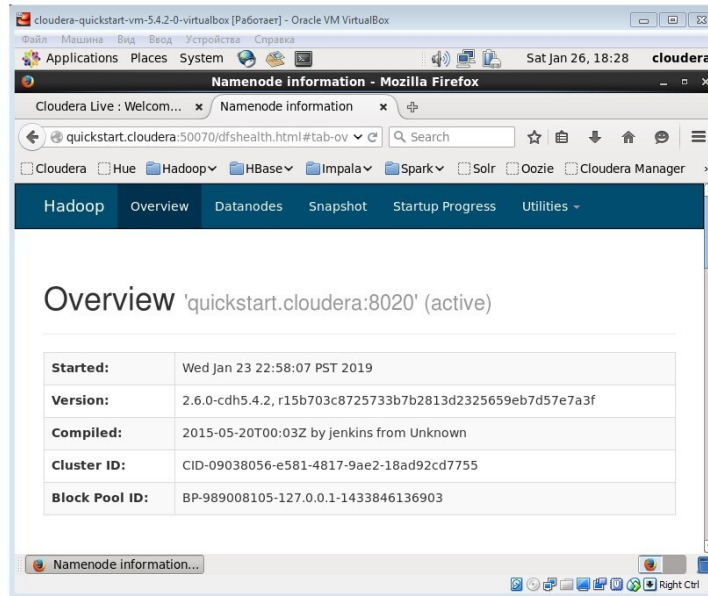 cloudera-quickstart-vm-5.4.2-0-virtualbox [Работает] - Oracle VM VirtualBox
Файл Машина Вид Ввод Устройства Справка
Applications Places System Sat Jan 26, 18:28 cloudera
Namenode information - Mozilla Firefox
Cloudera Live : Welcom... Namenode information
quickstart.cloudera:50070/dfshealth.html#tab-ov Search
Cloudera Hue Hadoop HBase Impala Spark Solr Oozie Cloudera Manager
Hadoop Overview Datanodes Snapshot Startup Progress Utilities
Overview 'quickstart.cloudera:8020' (active)
Started: Wed Jan 23 22:58:07 PST 2019
Version: 2.6.0-cdh5.4.2, r15b703c8725733b7b2813d2325659eb7d57e7a3f
Compiled: 2015-05-20T00:03Z by jenkins from Unknown
Cluster ID: CID-09038056-e581-4817-9ae2-18ad92cd7755
Block Pool ID: BP-989008105-127.0.0.1-1433846136903
Namenode information...
Right Ctrl